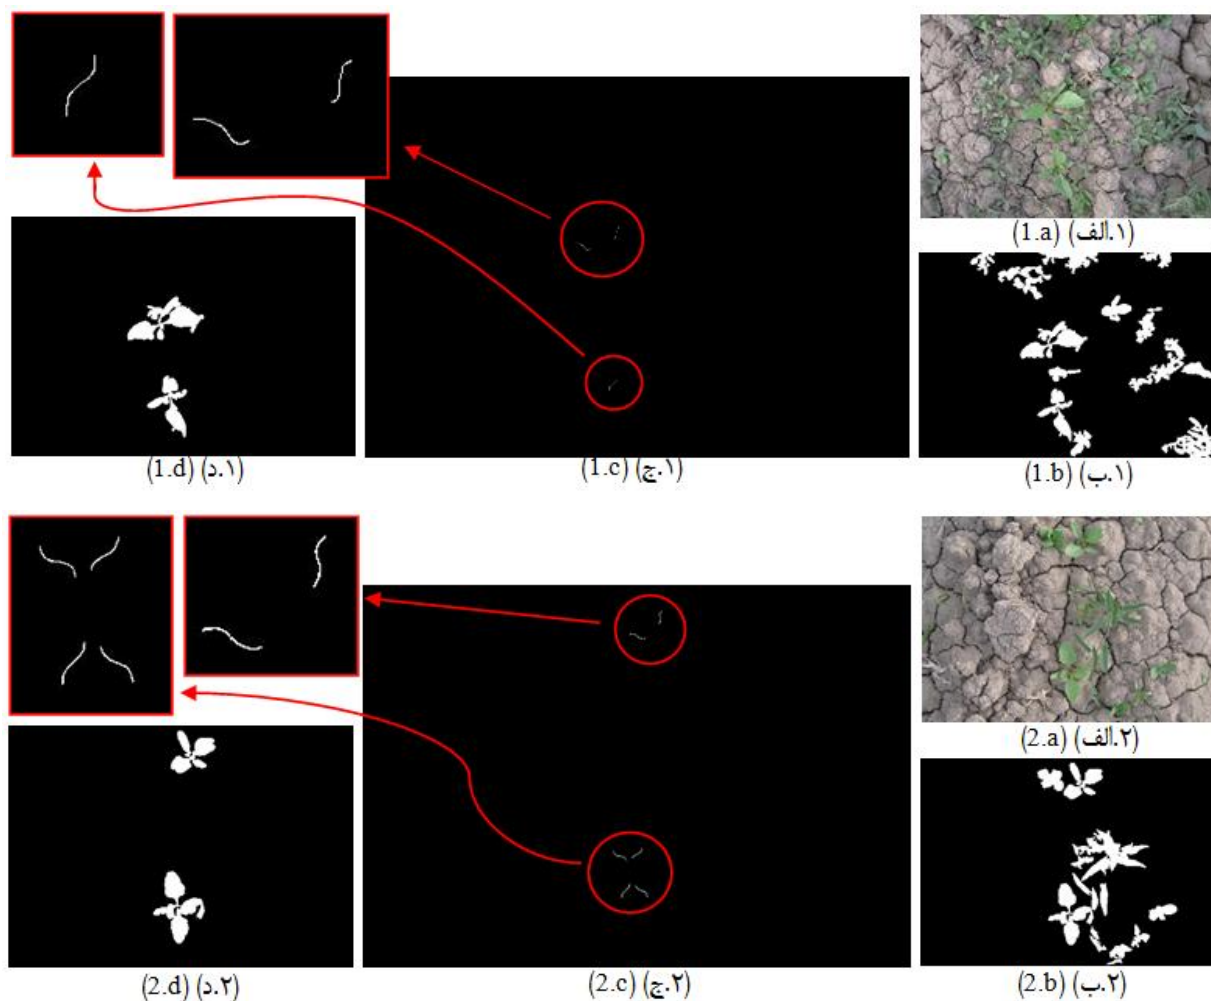 (1.a) (۱.الف)
(1.d) (۱.د)
(1.c) (۱.ج)
(1.b) (۱.ب)
(2.a) (۲.الف)
(2.d) (۲.د)
(2.c) (۲.ج)
(2.b) (۲.ب)